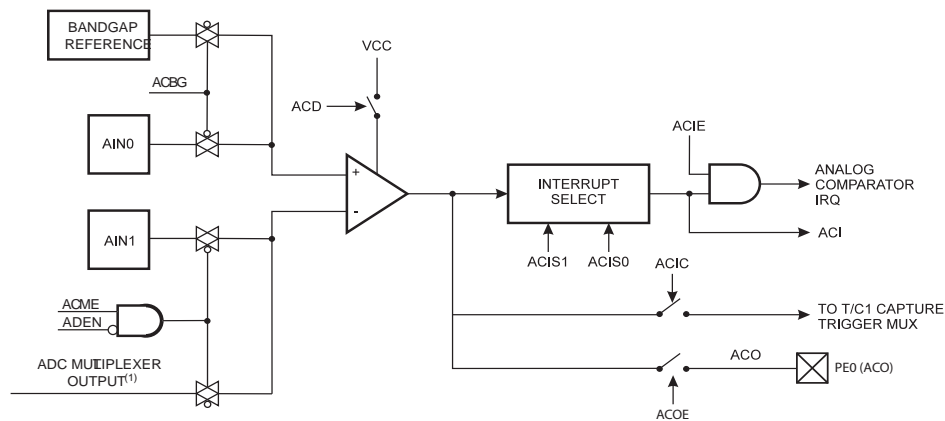 BANDGAP
REFERENCE
ACBG
AIN0
AIN1
ACME
ADEN
ADC MULTIPLEXER
OUTPUT(1)
VCC
ACD
+
-
INTERRUPT
SELECT
ACIS1
ACIS0
ACIE
ANALOG
COMPARATOR
IRQ
ACI
ACIC
TO T/C1 CAPTURE
TRIGGER MUX
ACO
PE0 (ACO)
ACOE